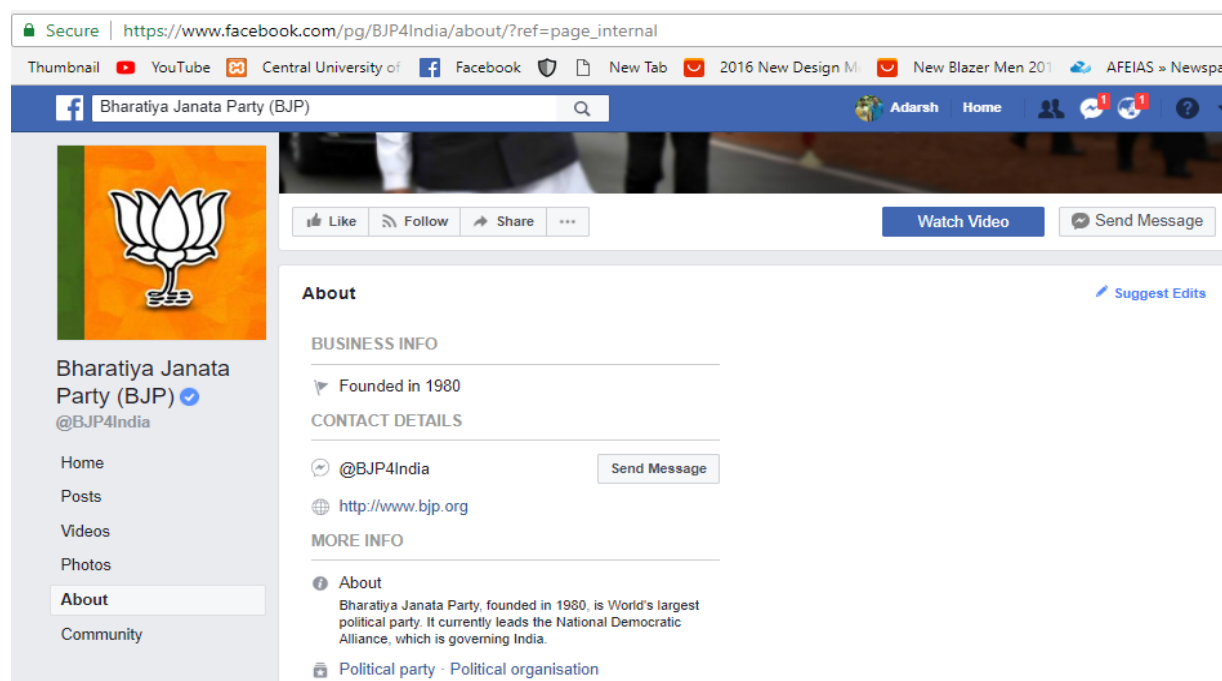 Secure | https://www.facebook.com/pg/BJP4India/about/?ref=page_internal
Thumbnail YouTube Central University of Facebook New Tab 2016 New Design M New Blazer Men 201 AFEIAS » Newspa
Bharatiya Janata Party (BJP) Adarsh Home 1 1 ?
Like Follow Share ... Watch Video Send Message
About Suggest Edits
BUSINESS INFO
Founded in 1980
CONTACT DETAILS
@BJP4India Send Message
http://www.bjp.org
MORE INFO
About
Bharatiya Janata Party, founded in 1980, is World's largest
political party. It currently leads the National Democratic
Alliance, which is governing India.
Political party · Political organisation
Bharatiya Janata
Party (BJP)
@BJP4India
Home
Posts
Videos
Photos
About
Community